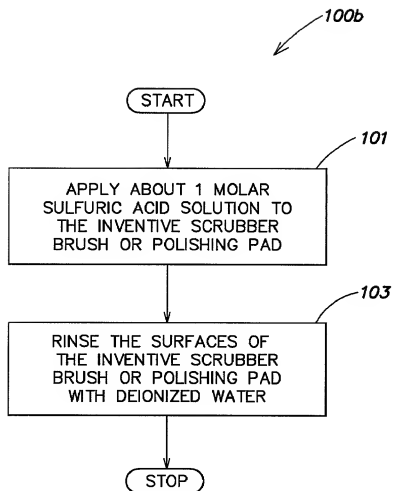 100b
START
101
APPLY ABOUT 1 MOLAR
SULFURIC ACID SOLUTION TO
THE INVENTIVE SCRUBBER
BRUSH OR POLISHING PAD
103
RINSE THE SURFACES OF
THE INVENTIVE SCRUBBER
BRUSH OR POLISHING PAD
WITH DEIONIZED WATER
STOP